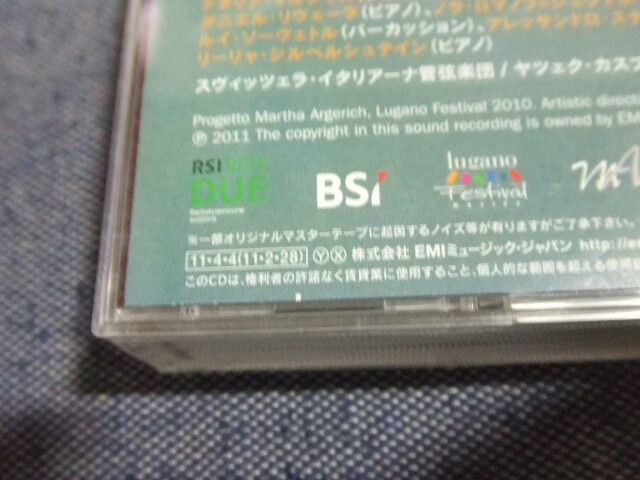 ダニエル・リヴェーラ(ピアノ)、
ルイ・ソーヴェトル(パーカッション)、アレッサンドロ・ス
リーリャ・ジルベルシュテイン(ピアノ)
スヴィッツェラ・イタリアーナ管弦楽団 / ヤツェク・カスプ
Progetto Martha Argerich, Lugano Festival 2010. Artistic direc
℗ 2011 The copyright in this sound recording is owned by EM
RSI RETE
DUE
BSi
lugano
Festival
※一部オリジナルマスターテープに起因するノイズ等が有りますがご了承下さい。
11・4・4(11・2・28) ⓎⓍ 株式会社 EMIミュージック・ジャパン http://e
このCDは、権利者の許諾なく賃貸業に使用すること、個人的な範囲を超える使